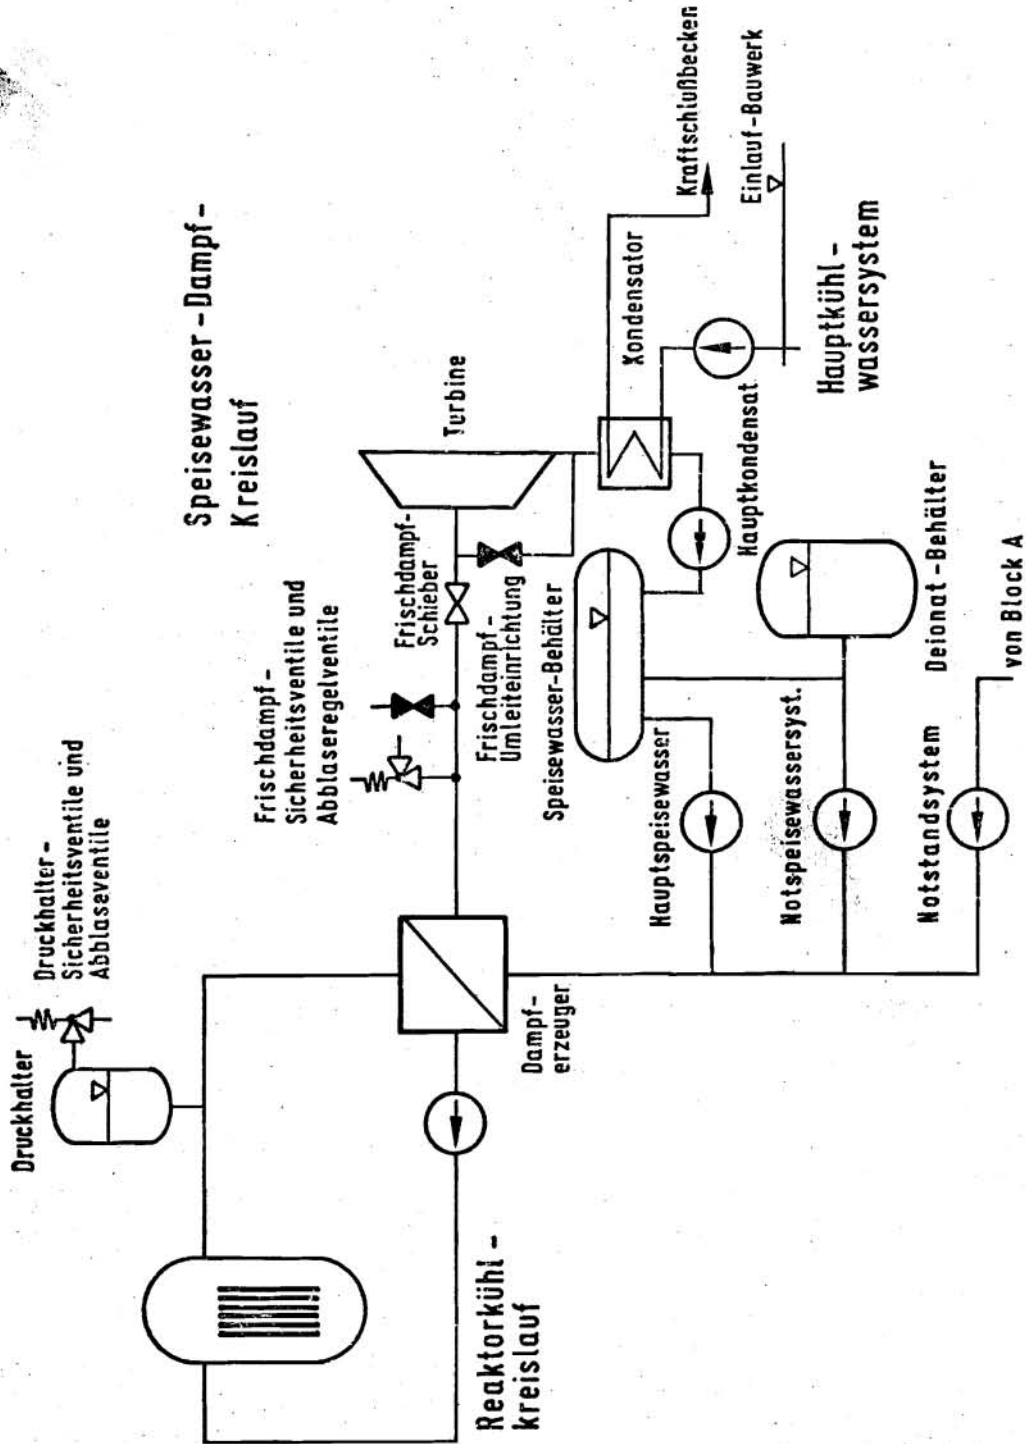 Speisewasser-Dampf-
Kreislauf
Druckhalter
Druckhalter-
Sicherheitsventile und
Abblaseventile
Frischdampf-
Sicherheitsventile und
Abblaseregelventile
Frischdampf-
Schieber
Turbine
Frischdampf-
Umleiteinrichtung
Speisewasser-Behälter
Kondensator
Kraftschlußbecken
Einlauf-Bauwerk
Hauptkühl-
wassersystem
Hauptkondensat
Dampf-
erzeuger
Hauptspeisewasser
Notspeisewassersyst.
Deionat-Behälter
Notstandsystem
von Block A
Reaktorkühl-
kreislauf